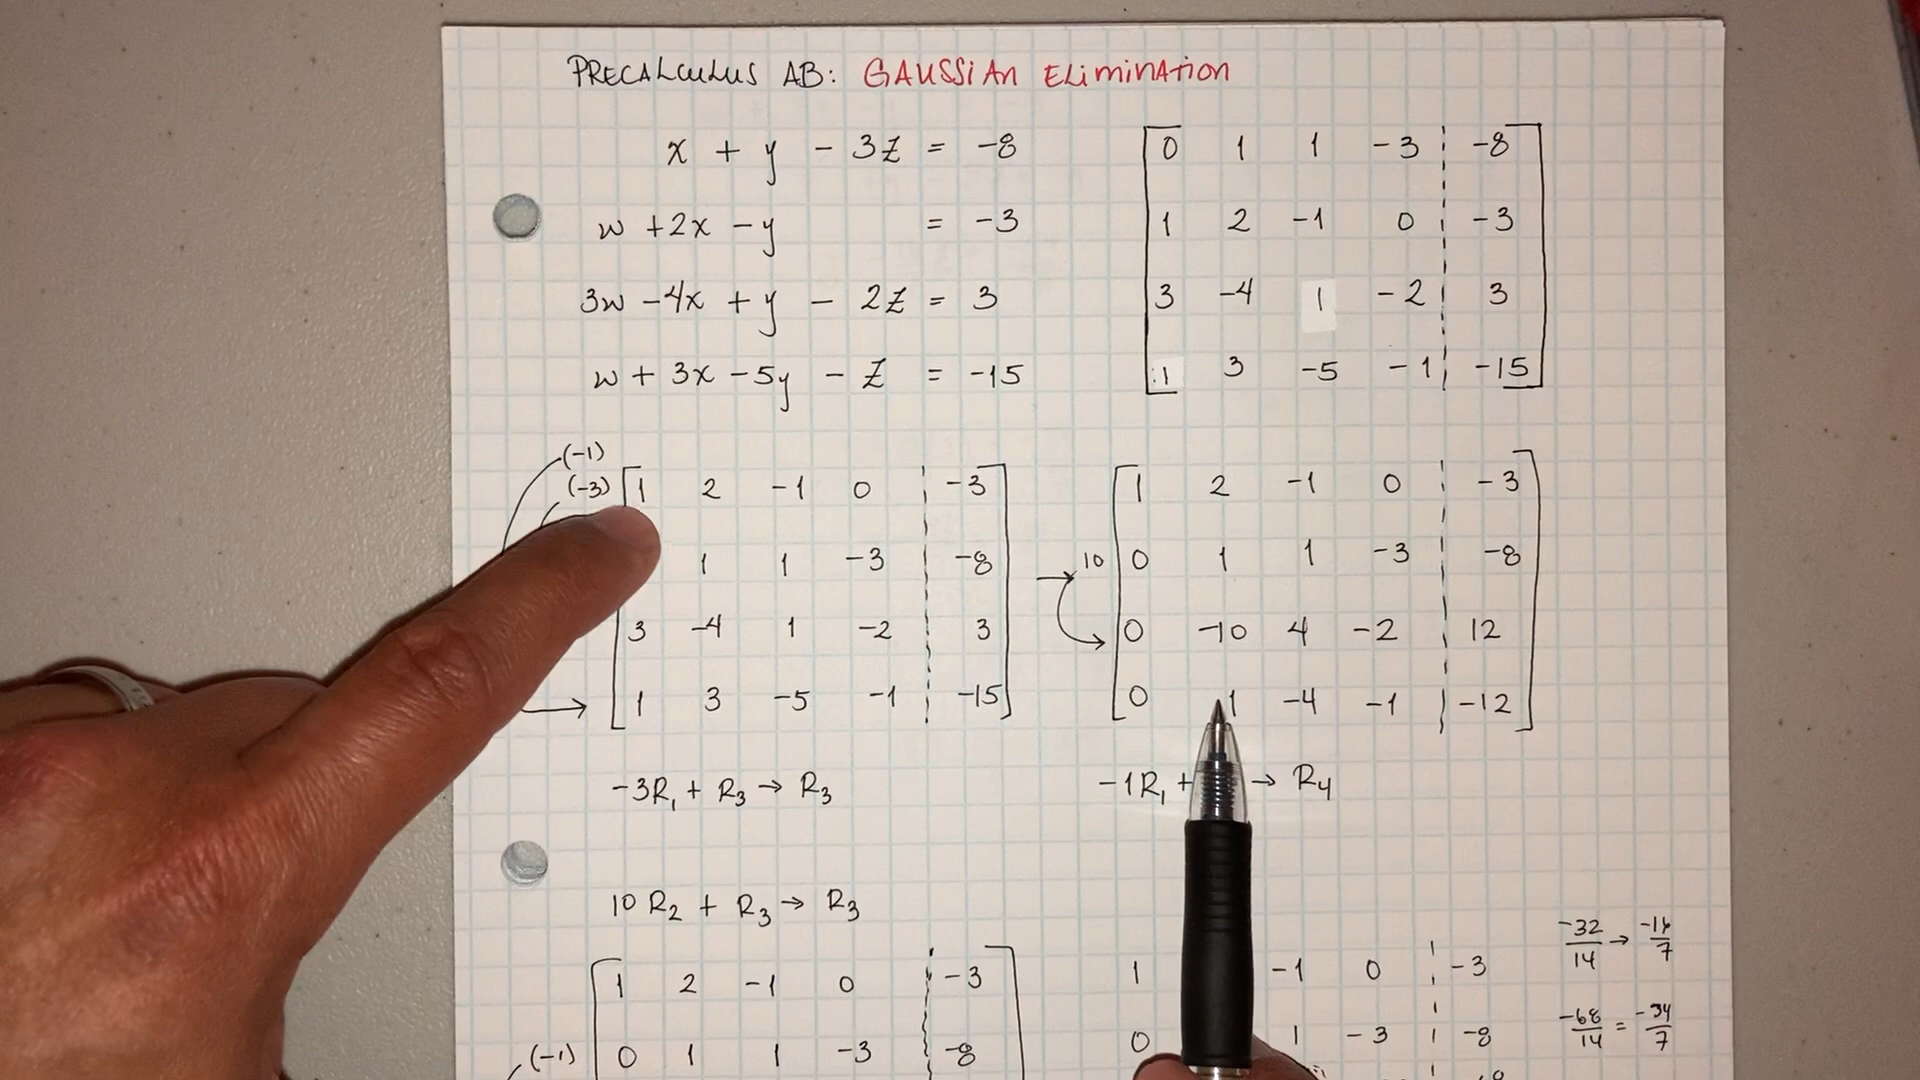 PRECALCULUS AB: GAUSSIAN ELIMINATION
x + y - 3z = -8
w + 2x - y = -3
3w - 4x + y - 2z = 3
w + 3x - 5y - z = -15
0 1 1 -3 -8
1 2 -1 0 -3
3 -4 1 -2 3
1 3 -5 -1 -15
(-1)
(-3) 1 2 -1 0 -3
1 1 -3 -8
3 -4 1 -2 3
→ 1 3 -5 -1 -15
1 2 -1 0 -3
→ 10 0 1 1 -3 -8
0 -10 4 -2 12
0 1 -4 -1 -12
-3R₁ + R₃ → R₃
-1R₁ + → R₄
10 R₂ + R₃ → R₃
1 2 -1 0 -3
(-1) 0 1 1 -3 -8
1 -1 0 -3
0 1 -3 -8
-32/14 → -16/7
-68/14 = -34/7